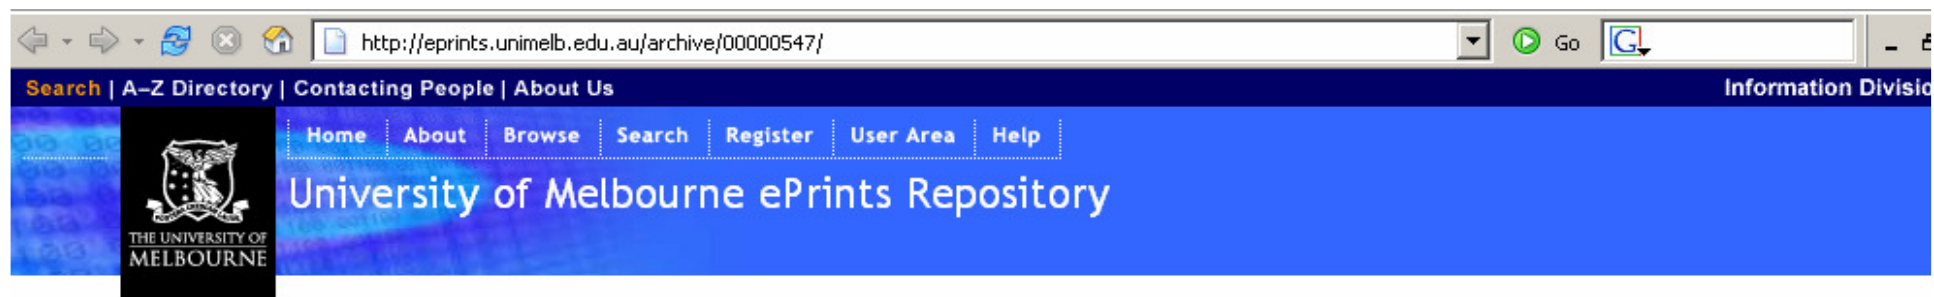 http://eprints.unimelb.edu.au/archive/00000547/ Go G
Search | A–Z Directory | Contacting People | About Us Information Divisio
Home About Browse Search Register User Area Help
University of Melbourne ePrints Repository
THE UNIVERSITY OF
MELBOURNE